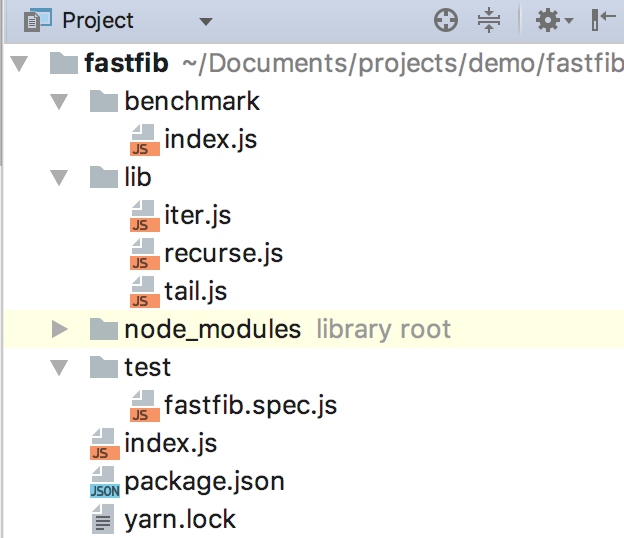 Project
fastfib ~/Documents/projects/demo/fastfib
benchmark
JS index.js
lib
JS iter.js
JS recurse.js
JS tail.js
node_modules library root
test
JS fastfib.spec.js
JS index.js
JSON package.json
yarn.lock